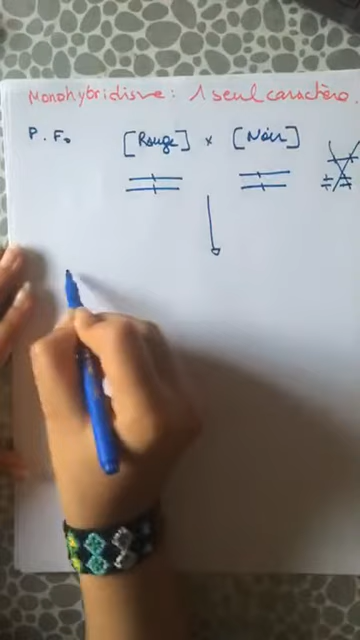 Monohybridisme : 1 seul caractère.
P. F₀ [Rouge] × [Noir]